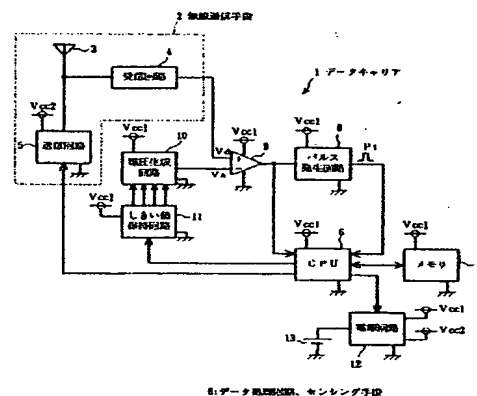 2 無線通信手段
3
4
受信回路
1 データキャリア
Vcc2
5
送信回路
Vcc1
10
電圧生成
回路
Vd
VA
Vcc1
9
Vcc1
8
パルス
発生回路
P1
Vcc1
しきい値
保持回路
11
Vcc1
6
CPU
Vcc1
メモリ
13
電源回路
12
Vcc1
Vcc2
6:データ処理回路、センシング手段